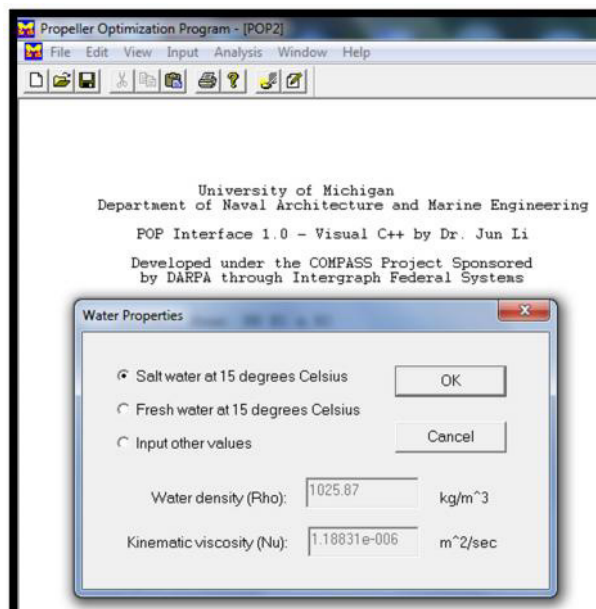 Propeller Optimization Program - [POP2]
File Edit View Input Analysis Window Help
University of Michigan
Department of Naval Architecture and Marine Engineering
POP Interface 1.0 - Visual C++ by Dr. Jun Li
Developed under the COMPASS Project Sponsored
by DARPA through Intergraph Federal Systems
Water Properties
Salt water at 15 degrees Celsius
OK
Fresh water at 15 degrees Celsius
Input other values
Cancel
Water density (Rho): 1025.87 kg/m^3
Kinematic viscosity (Nu): 1.18831e-006 m^2/sec